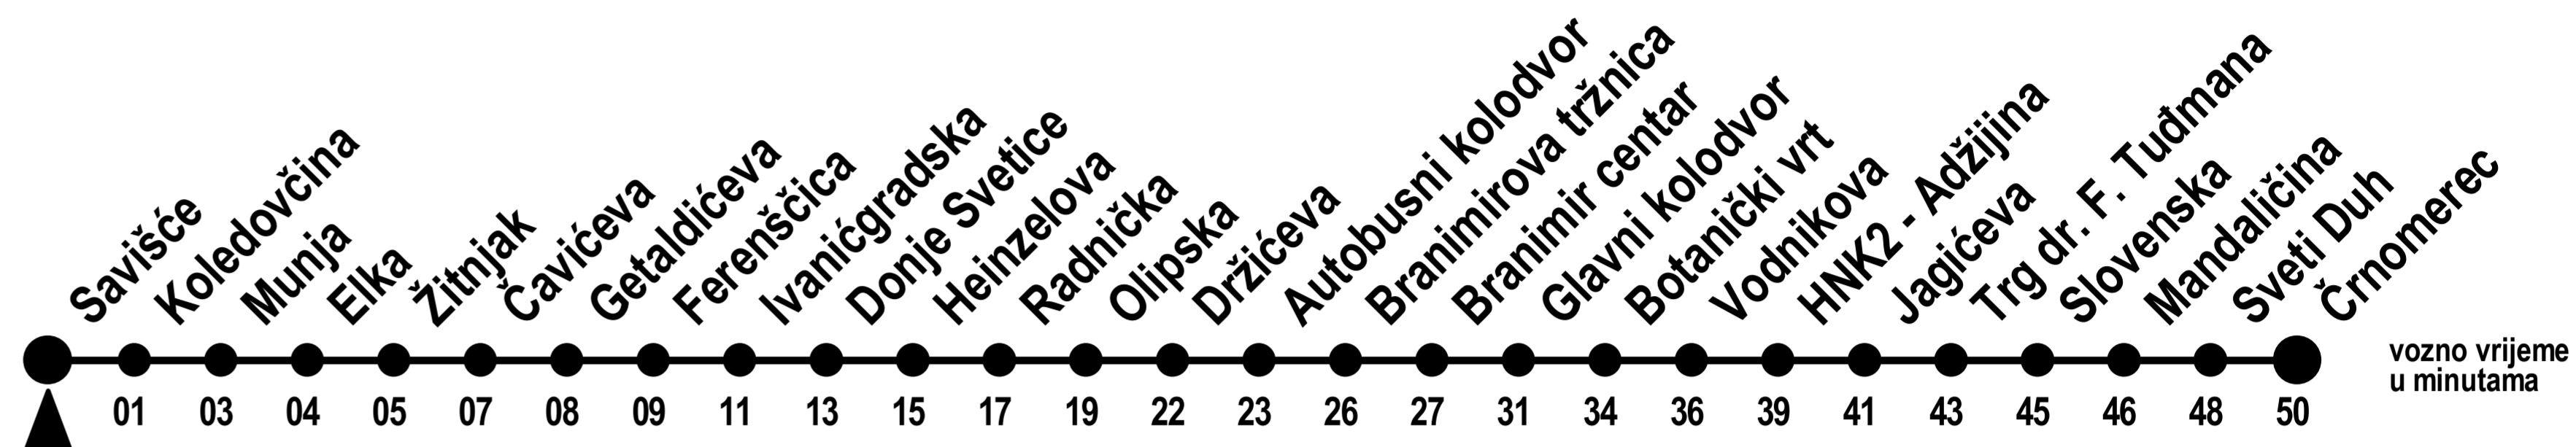 Savišće
Koledovčina
Munja
Elka
Žitnjak
Čavićeva
Getaldićeva
Ferenščica
Ivanićgradska
Donje Svetice
Heinzelova
Radnička
Olipska
Držićeva
Autobusni kolodvor
Branimirova tržnica
Branimir centar
Glavni kolodvor
Botanički vrt
Vodnikova
HNK2 - Adžijina
Jagićeva
Trg dr. F. Tuđmana
Slovenska
Mandaličina
Sveti Duh
Črnomerec
vozno vrijeme
u minutama
01 03 04 05 07 08 09 11 13 15 17 19 22 23 26 27 31 34 36 39 41 43 45 46 48 50